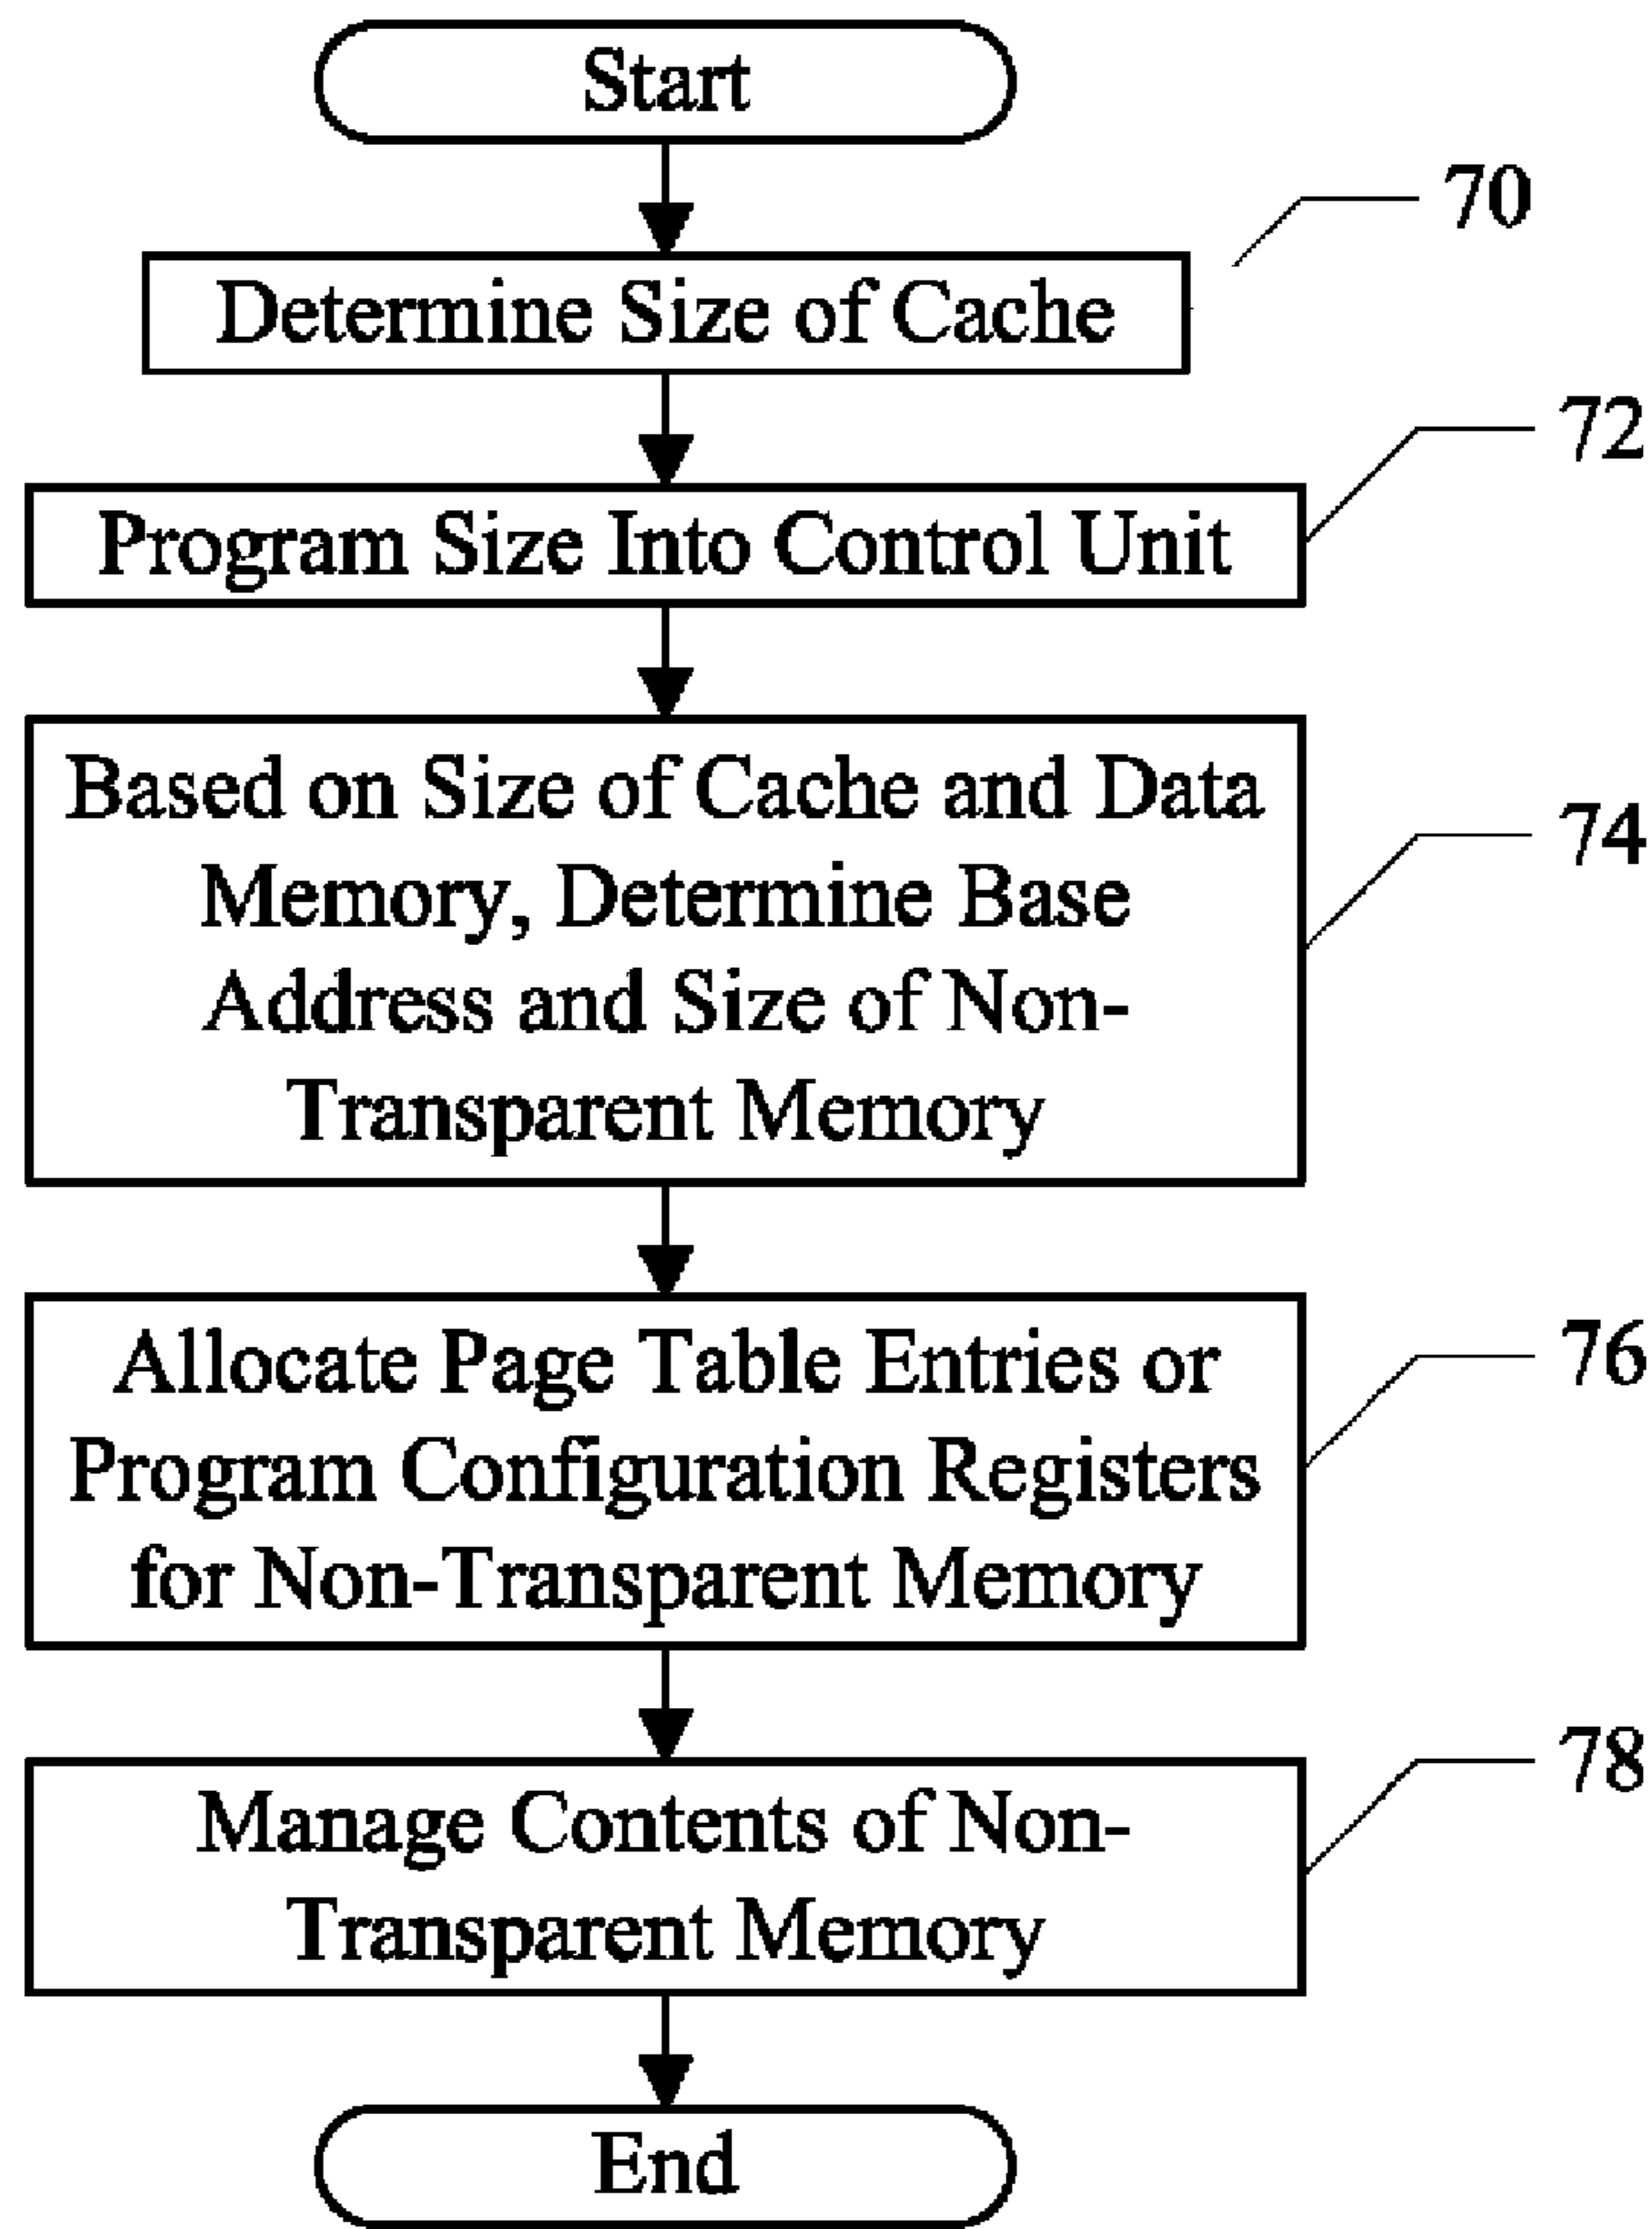 Start
70
Determine Size of Cache
72
Program Size Into Control Unit
Based on Size of Cache and Data
Memory, Determine Base
Address and Size of Non-
Transparent Memory
74
Allocate Page Table Entries or
Program Configuration Registers
for Non-Transparent Memory
76
Manage Contents of Non-
Transparent Memory
78
End